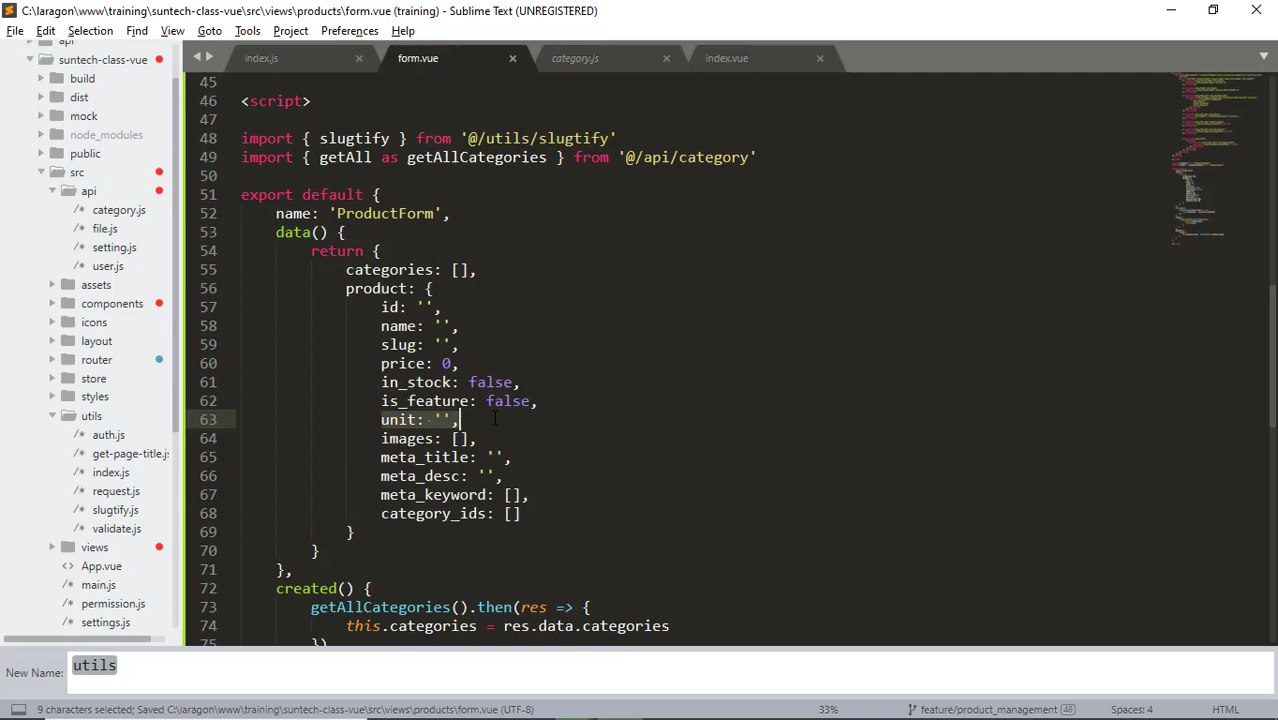 C:\laragon\www\training\suntech-class-vue\src\views\products\form.vue (training) - Sublime Text (UNREGISTERED)
File Edit Selection Find View Goto Tools Project Preferences Help
api
suntech-class-vue
build
dist
mock
node_modules
public
src
api
/* category.js
/* file.js
/* setting.js
/* user.js
assets
components
icons
layout
router
store
styles
utils
/* auth.js
/* get-page-title.js
/* index.js
/* request.js
/* slugtify.js
/* validate.js
views
<> App.vue
/* main.js
/* permission.js
/* settings.js
index.js form.vue category.js index.vue
45
46 <script>
47
48 import { slugtify } from '@/utils/slugtify'
49 import { getAll as getAllCategories } from '@/api/category'
50
51 export default {
52 name: 'ProductForm',
53 data() {
54 return {
55 categories: [],
56 product: {
57 id: '',
58 name: '',
59 slug: '',
60 price: 0,
61 in_stock: false,
62 is_feature: false,
63 unit: '',
64 images: [],
65 meta_title: '',
66 meta_desc: '',
67 meta_keyword: [],
68 category_ids: []
69 }
70 }
71 },
72 created() {
73 getAllCategories().then(res => {
74 this.categories = res.data.categories
75 })
New Name: utils
9 characters selected; Saved C:\laragon\www\training\suntech-class-vue\src\views\products\form.vue (UTF-8) 33% feature/product_management 48 Spaces: 4 HTML